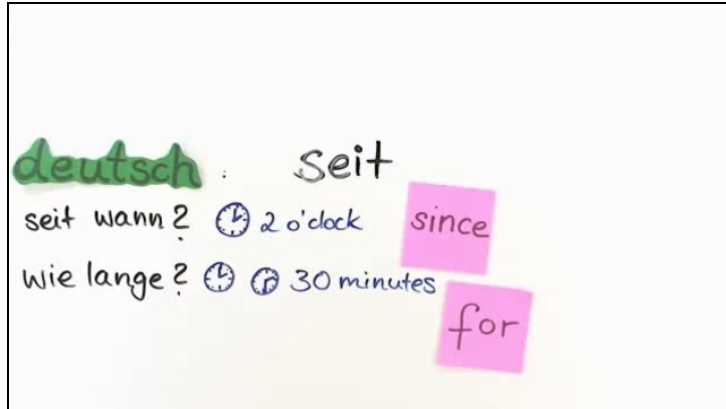 deutsch : seit
seit wann? 2 o'clock since
wie lange? 30 minutes
for